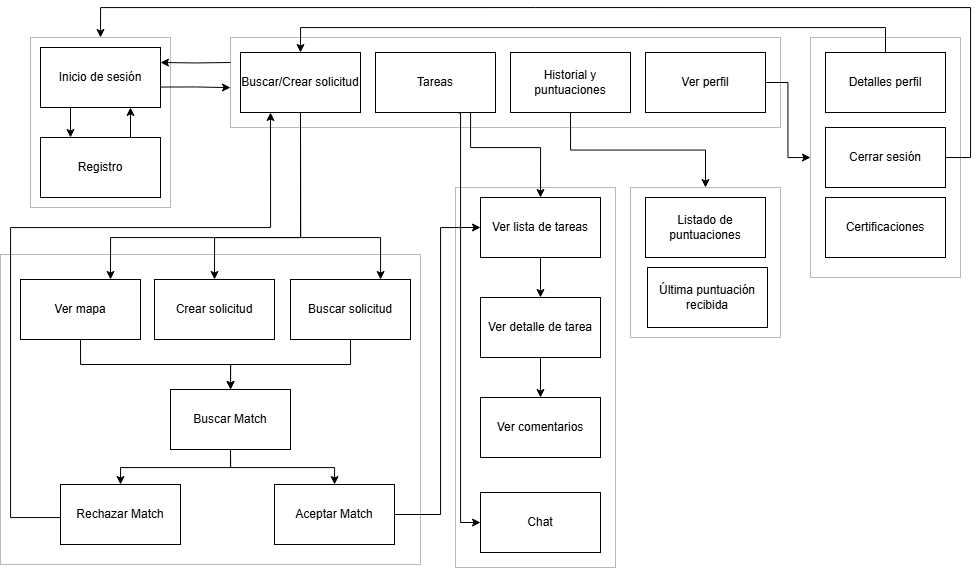 Inicio de sesión
Registro
Buscar/Crear solicitud
Tareas
Historial y
puntuaciones
Ver perfil
Detalles perfil
Cerrar sesión
Certificaciones
Ver lista de tareas
Ver detalle de tarea
Ver comentarios
Chat
Listado de
puntuaciones
Última puntuación
recibida
Ver mapa
Crear solicitud
Buscar solicitud
Buscar Match
Rechazar Match
Aceptar Match